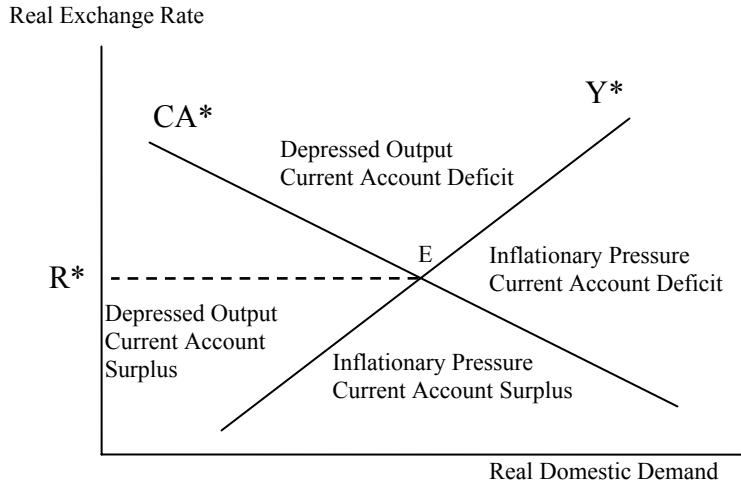 Real Exchange Rate
CA*
Y*
Depressed Output
Current Account Deficit
E
Inflationary Pressure
Current Account Deficit
R*
Depressed Output
Current Account
Surplus
Inflationary Pressure
Current Account Surplus
Real Domestic Demand